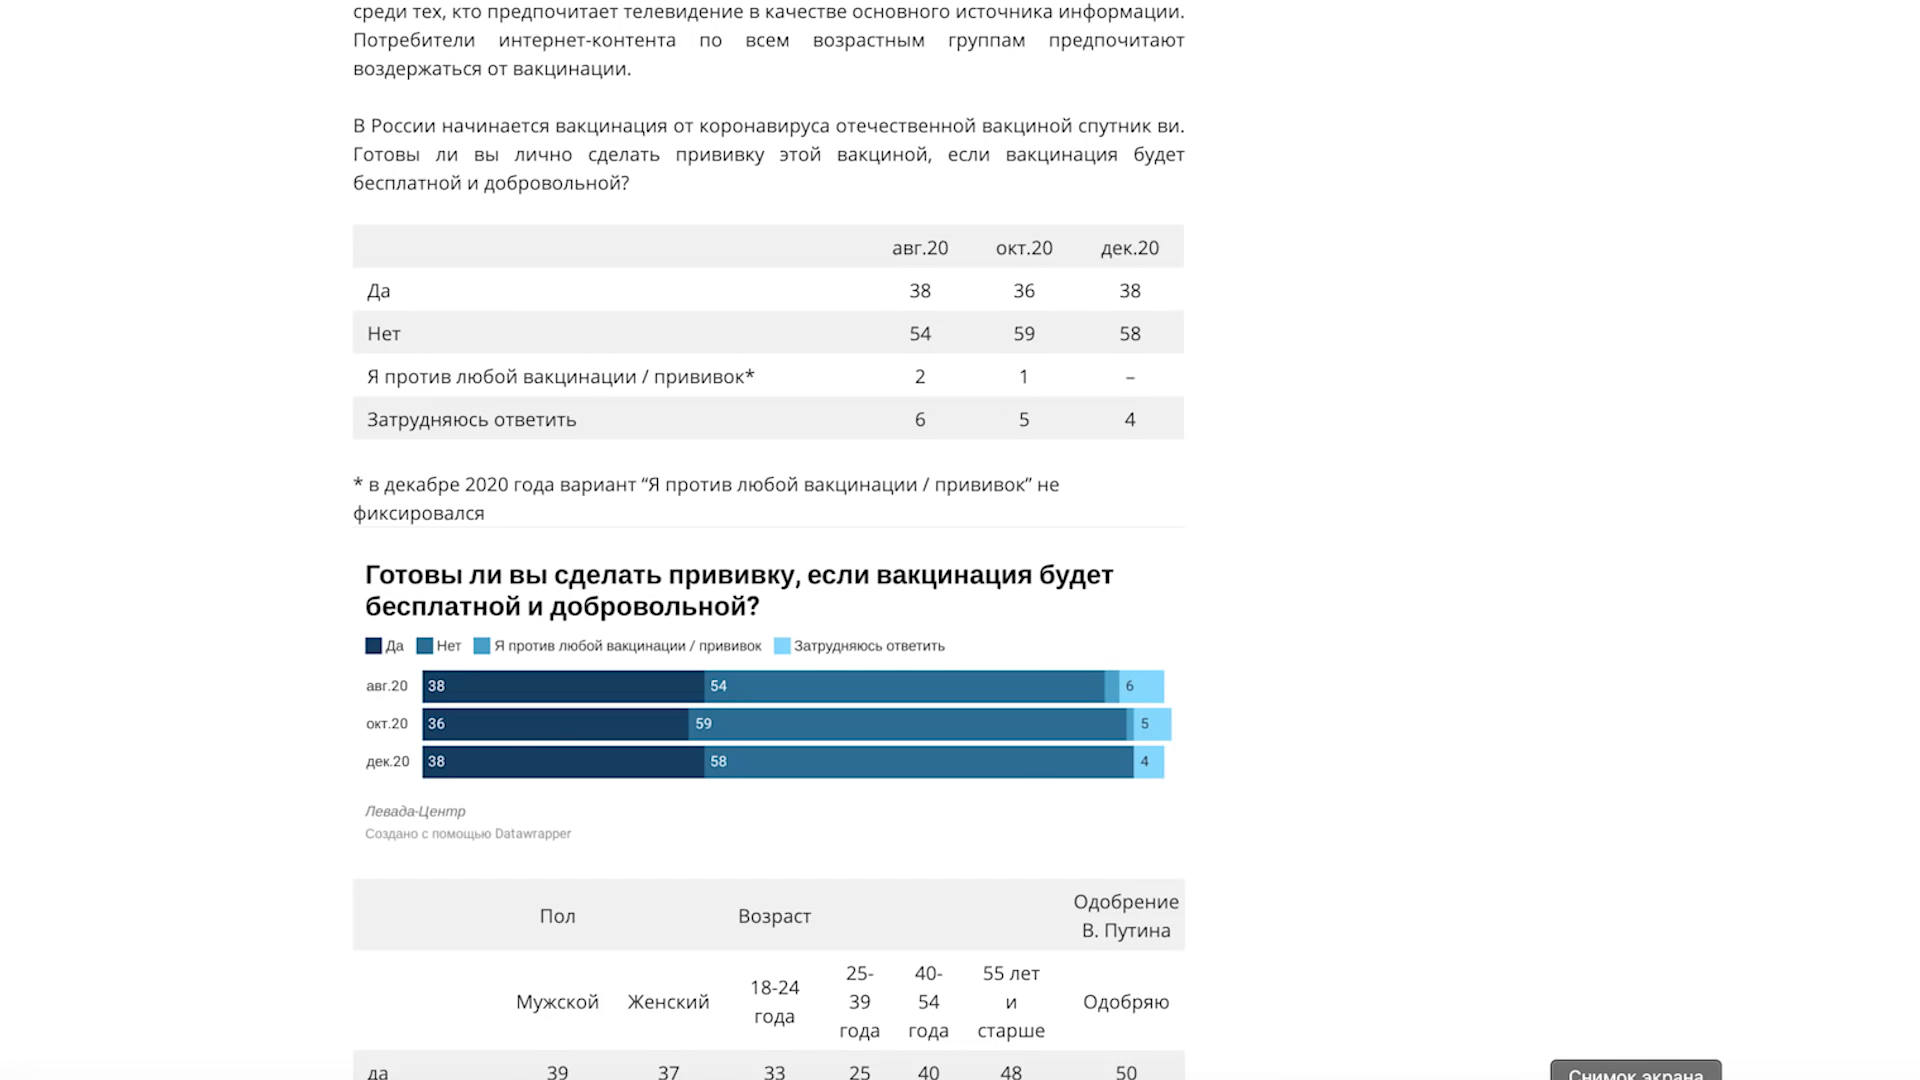 среди тех, кто предпочитает телевидение в качестве основного источника информации.
Потребители интернет-контента по всем возрастным группам предпочитают
воздержаться от вакцинации.
В России начинается вакцинация от коронавируса отечественной вакциной спутник ви.
Готовы ли вы лично сделать прививку этой вакциной, если вакцинация будет
бесплатной и добровольной?
авг.20 окт.20 дек.20
Да 38 36 38
Нет 54 59 58
Я против любой вакцинации / прививок* 2 1 –
Затрудняюсь ответить 6 5 4
* в декабре 2020 года вариант “Я против любой вакцинации / прививок” не
фиксировался
Готовы ли вы сделать прививку, если вакцинация будет
бесплатной и добровольной?
Да Нет Я против любой вакцинации / прививок Затрудняюсь ответить
авг.20 38 54 6
окт.20 36 59 5
дек.20 38 58 4
Левада-Центр
Создано с помощью Datawrapper
Пол Возраст Одобрение
В. Путина
Мужской Женский 18-24
года 25-
39
года 40-
54
года 55 лет
и
старше Одобряю
да 39 37 33 25 40 48 50
Снимок экрана